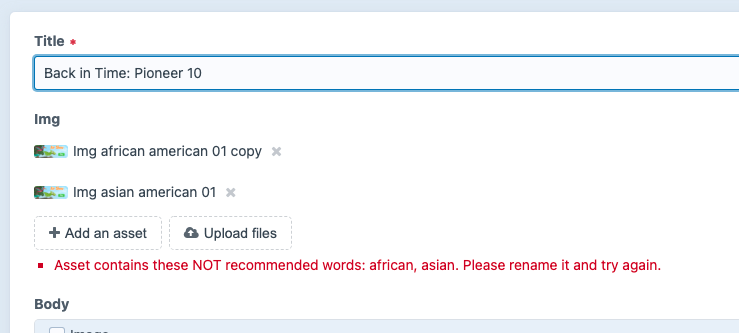 Title *
Back in Time: Pioneer 10
Img
Img african american 01 copy ×
Img asian american 01 ×
+ Add an asset Upload files
Asset contains these NOT recommended words: african, asian. Please rename it and try again.
Body
Image